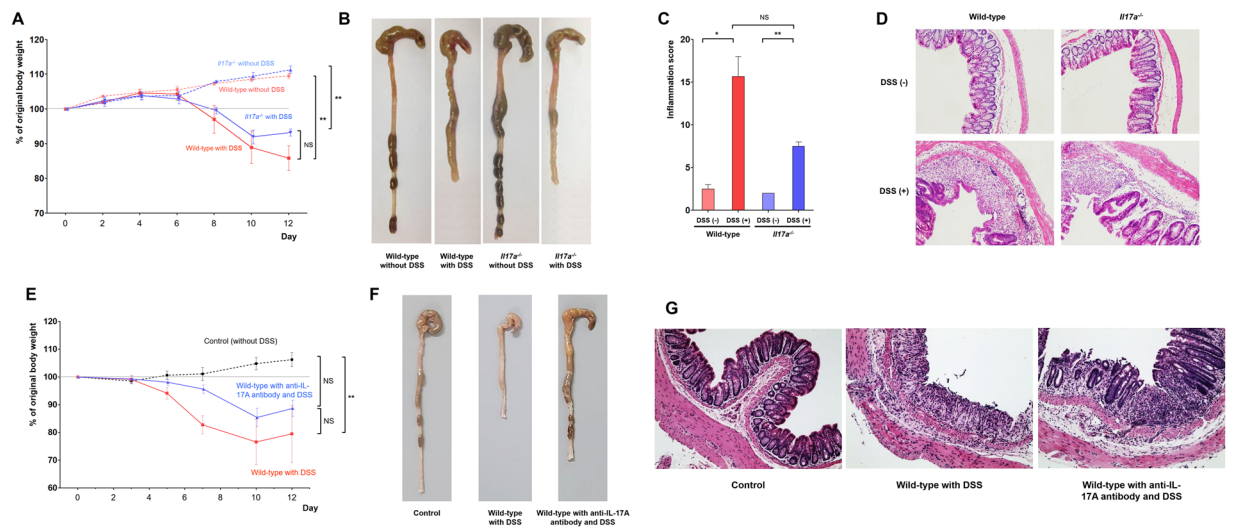 A
% of original body weight
120
110
100
90
80
70
0
2
4
6
8
10
12
Day
Il17a-/- without DSS
Wild-type without DSS
Il17a-/- with DSS
Wild-type with DSS
NS
**
**
B
Wild-type
without DSS
Wild-type
with DSS
Il17a-/-
without DSS
Il17a-/-
with DSS
C
Inflammation score
20
15
10
5
0
NS
*
**
DSS (-)
DSS (+)
DSS (-)
DSS (+)
Wild-type
Il17a-/-
D
Wild-type
Il17a-/-
DSS (-)
DSS (+)
E
% of original body weight
120
110
100
90
80
70
60
0
3
5
7
10
12
Day
Control (without DSS)
Wild-type with anti-IL-
17A antibody and DSS
Wild-type with DSS
NS
NS
**
F
Control
Wild-type
with DSS
Wild-type with anti-IL-17A
antibody and DSS
G
Control
Wild-type with DSS
Wild-type with anti-IL-
17A antibody and DSS